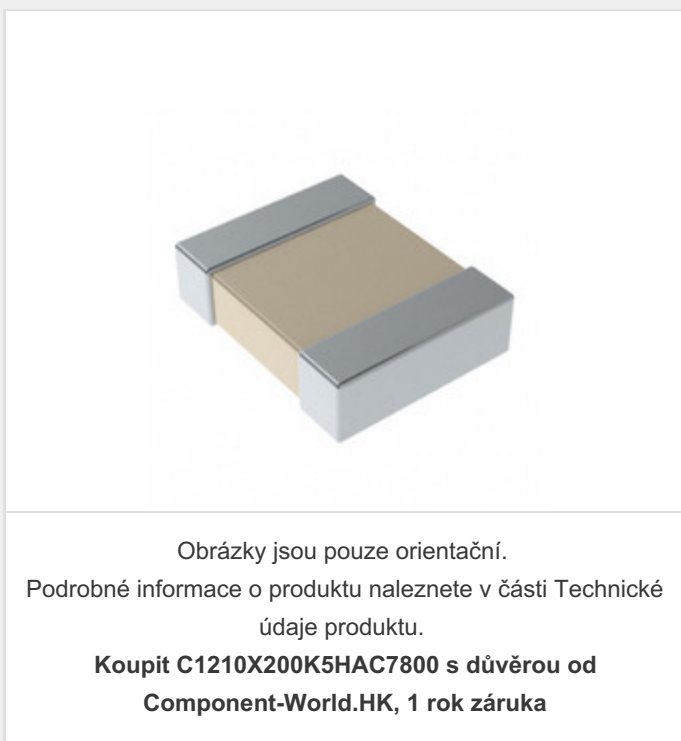 Obrázky jsou pouze orientační.
Podrobné informace o produktu naleznete v části Technické
údaje produktu.
Koupit C1210X200K5HAC7800 s důvěrou od
Component-World.HK, 1 rok záruka